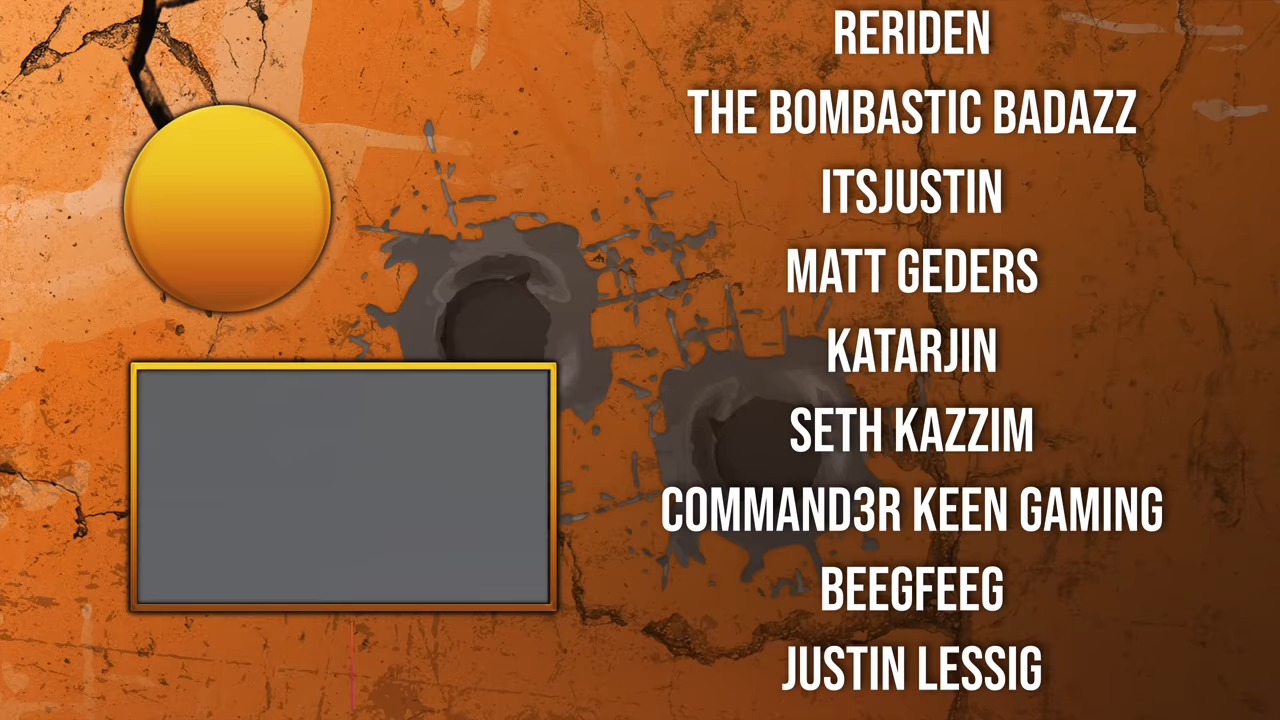 RERIDEN
THE BOMBASTIC BADAZZ
ITSJUSTIN
MATT GEDERS
KATARJIN
SETH KAZZIM
COMMAND3R KEEN GAMING
BEEGFEEG
JUSTIN LESSIG